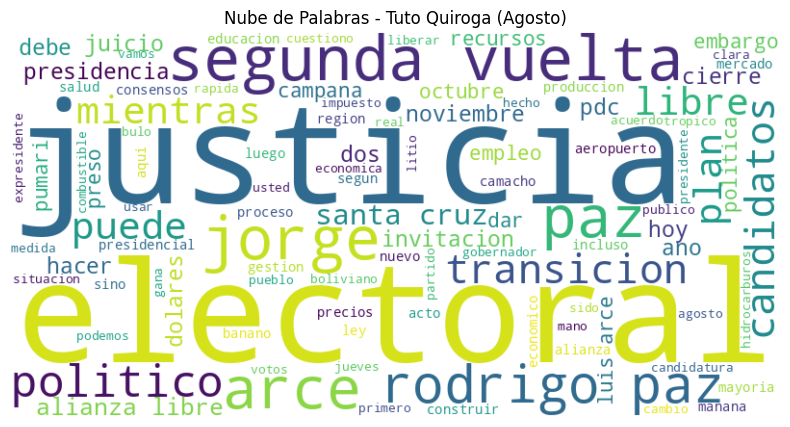 Nube de Palabras - Tuto Quiroga (Agosto)
educacion cuestiono liberar recursos embargo
juicio segunda vuelta
debe vamos rapida clara
presidencia cierre mercado
salud consensos campana octubre produccion
mientras impuesto noviembre hecho pdc libre
justicia
region real acuerdotropico
bulo
expresidente pumari combustible preso aqui luego dos empleo aeropuerto plan politica candidatos
litio
economica segun camacho presidente
usted
puede usar proceso santa cruz dar paz publico hoy
jorge invitacion incluso ano
medida presidencial nuevo gobernador
hacer
situacion sino gestion pueblo boliviano partido transicion hidrocarburos
electoral
gana dolares
banano precios acto economico sido mano agosto
podemos ley alianza luis arce
votos jueves candidatura
politico arce rodrigo paz mayoria
alianza libre primero construir cambio manana